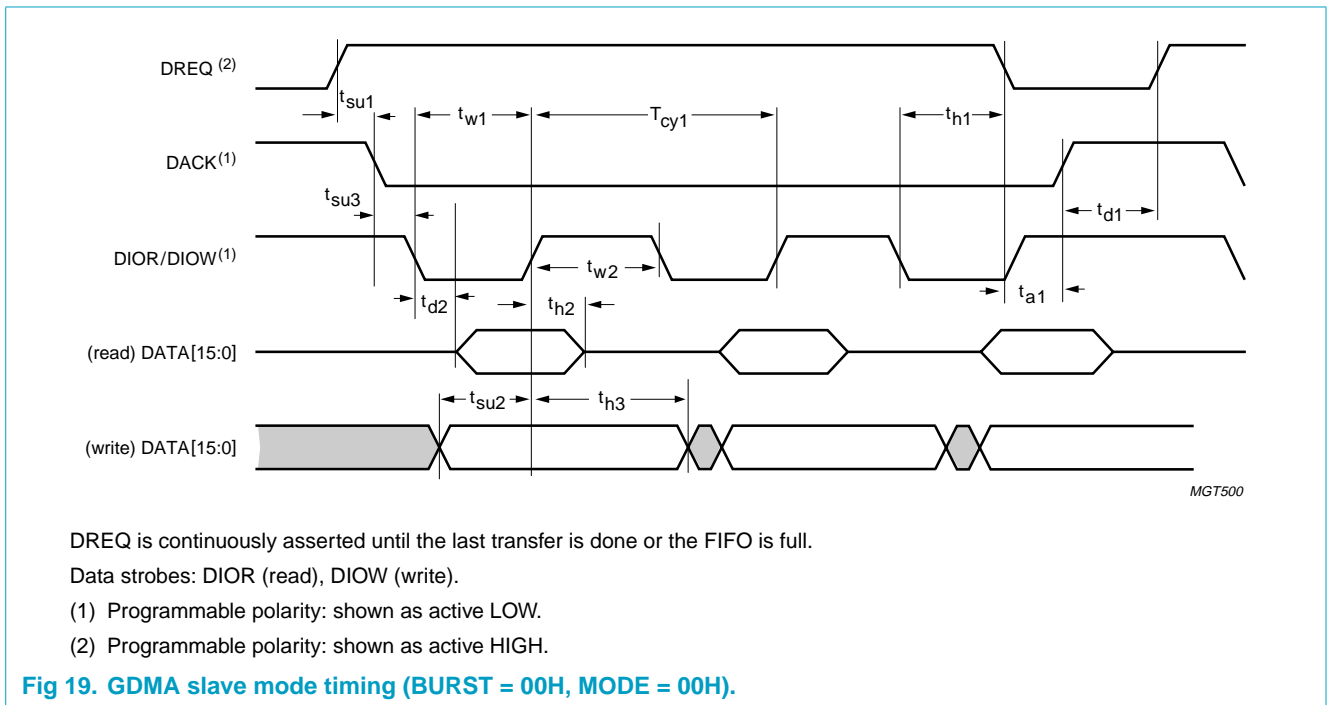 DREQ (2)
tsu1
tw1
Tcy1
th1
DACK(1)
tsu3
td1
DIOR/DIOW(1)
tw2
td2
th2
ta1
(read) DATA[15:0]
tsu2
th3
(write) DATA[15:0]
MGT500
DREQ is continuously asserted until the last transfer is done or the FIFO is full.
Data strobes: DIOR (read), DIOW (write).
(1) Programmable polarity: shown as active LOW.
(2) Programmable polarity: shown as active HIGH.
Fig 19. GDMA slave mode timing (BURST = 00H, MODE = 00H).